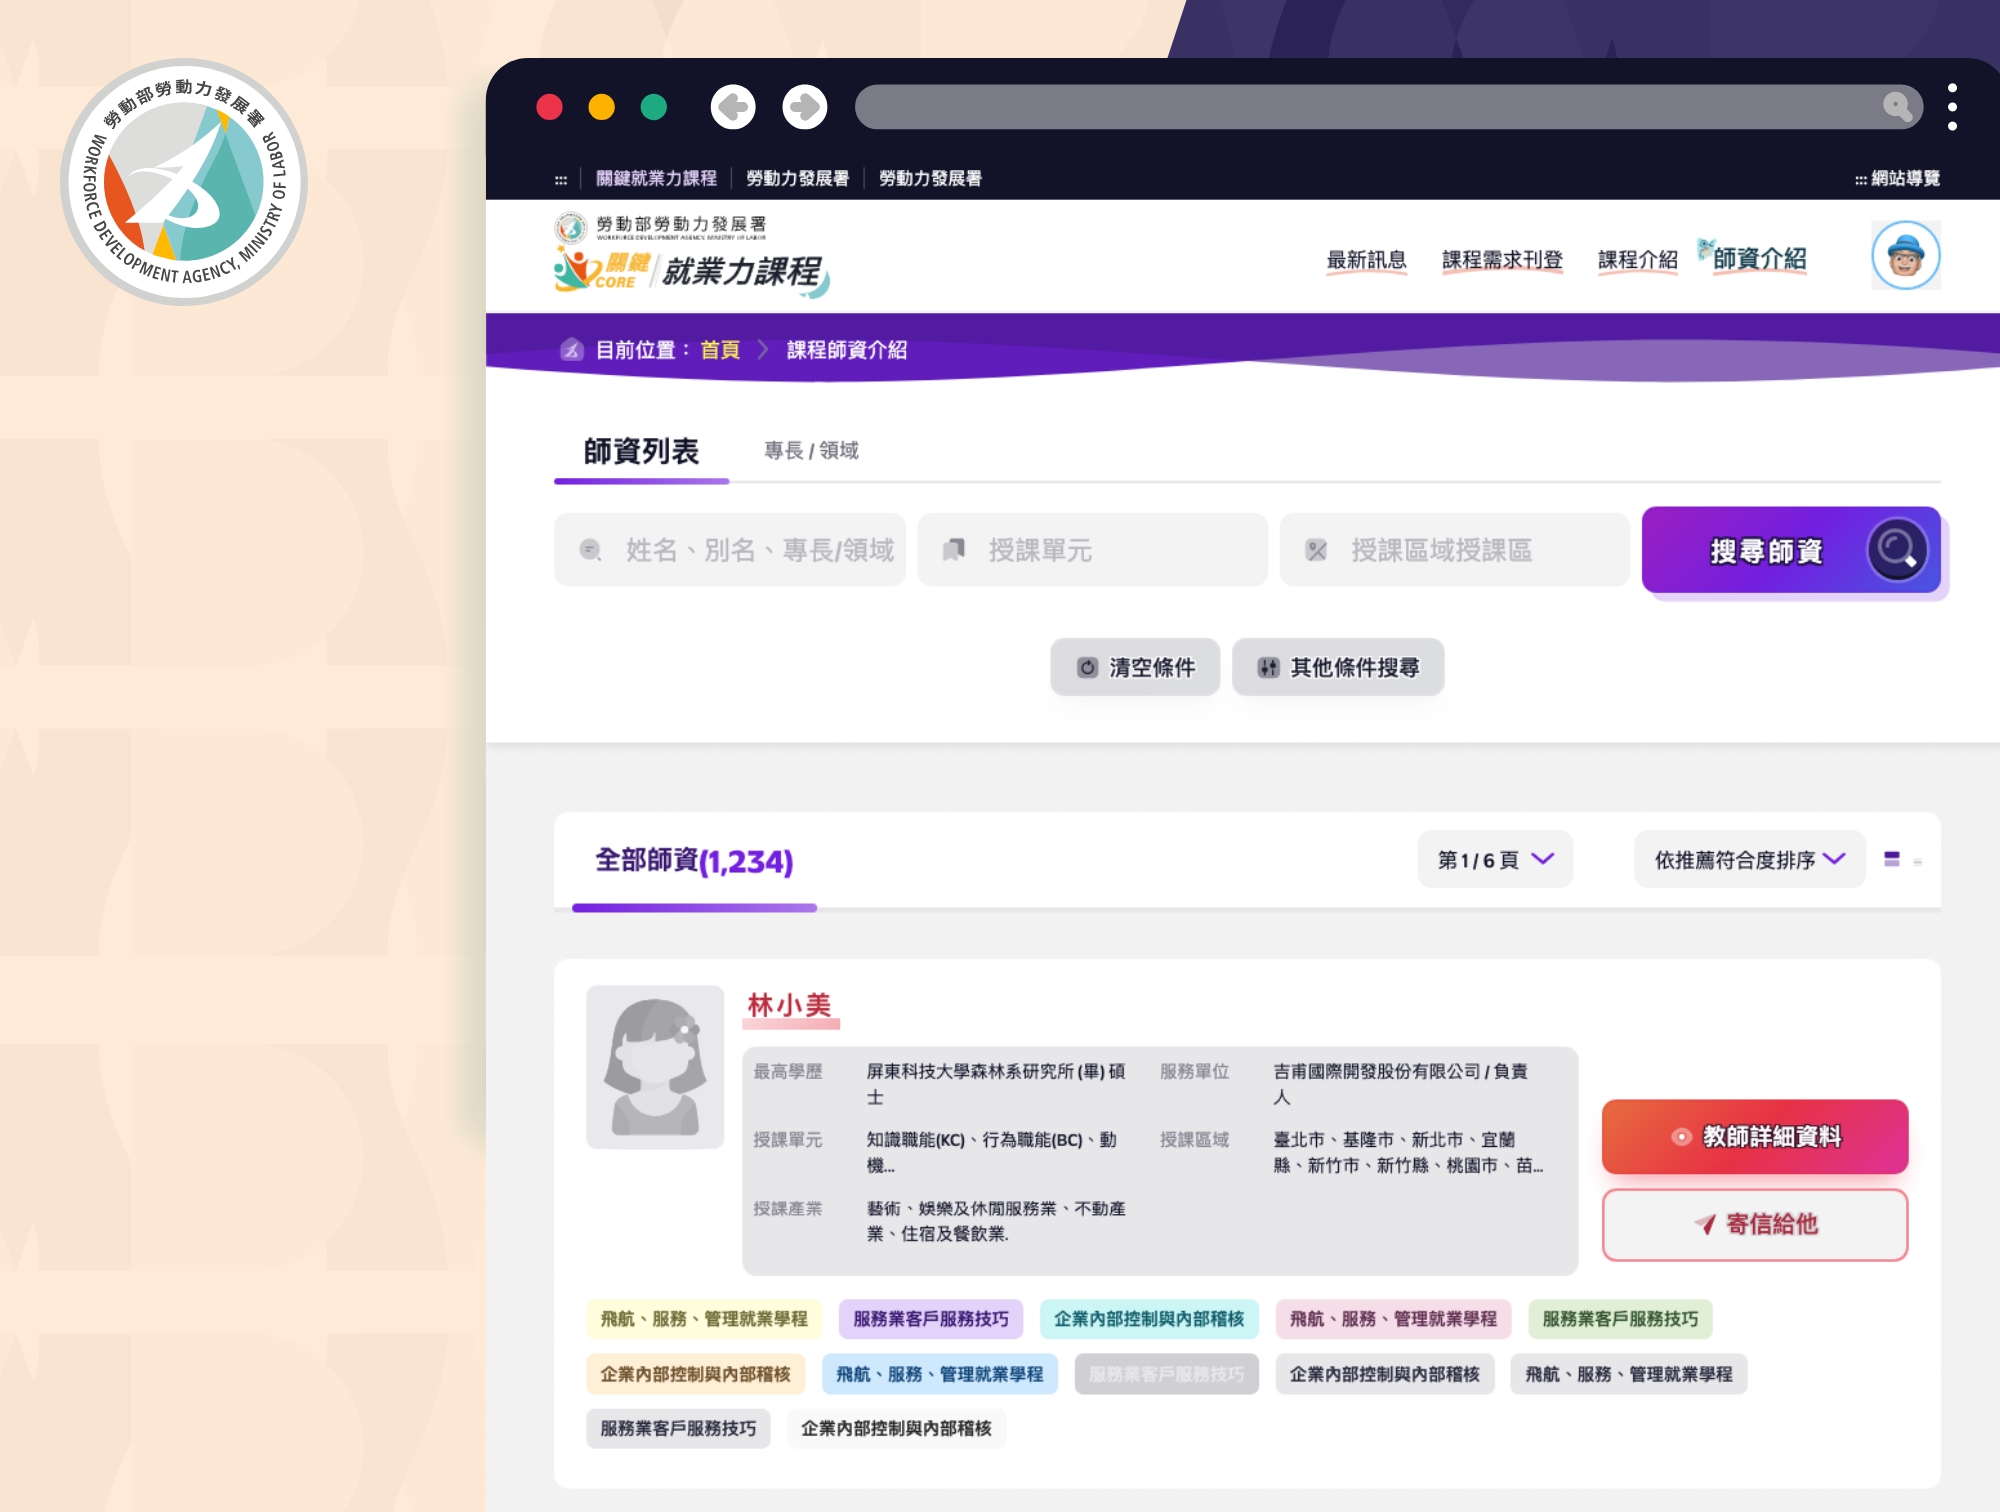 勞動部勞動力發展署
WORKFORCE DEVELOPMENT AGENCY, MINISTRY OF LABOR
::: 關鍵就業力課程 勞動力發展署 勞動力發展署 ::: 網站導覽
勞動部勞動力發展署
WORKFORCE DEVELOPMENT AGENCY, MINISTRY OF LABOR
關鍵 CORE 就業力課程
最新訊息 課程需求刊登 課程介紹 師資介紹
目前位置： 首頁 課程師資介紹
師資列表 專長 / 領域
姓名、別名、專長/領域 授課單元 授課區域授課區 搜尋師資
清空條件 其他條件搜尋
全部師資(1,234) 第 1 / 6 頁 依推薦符合度排序
林小美
最高學歷 屏東科技大學森林系研究所 (畢) 碩
士
服務單位 吉甫國際開發股份有限公司 / 負責
人
授課單元 知識職能(KC)、行為職能(BC)、動
機...
授課區域 臺北市、基隆市、新北市、宜蘭
縣、新竹市、新竹縣、桃園市、苗...
授課產業 藝術、娛樂及休閒服務業、不動產
業、住宿及餐飲業.
教師詳細資料
寄信給他
飛航、服務、管理就業學程 服務業客戶服務技巧 企業內部控制與內部稽核 飛航、服務、管理就業學程 服務業客戶服務技巧
企業內部控制與內部稽核 飛航、服務、管理就業學程 服務業客戶服務技巧 企業內部控制與內部稽核 飛航、服務、管理就業學程
服務業客戶服務技巧 企業內部控制與內部稽核